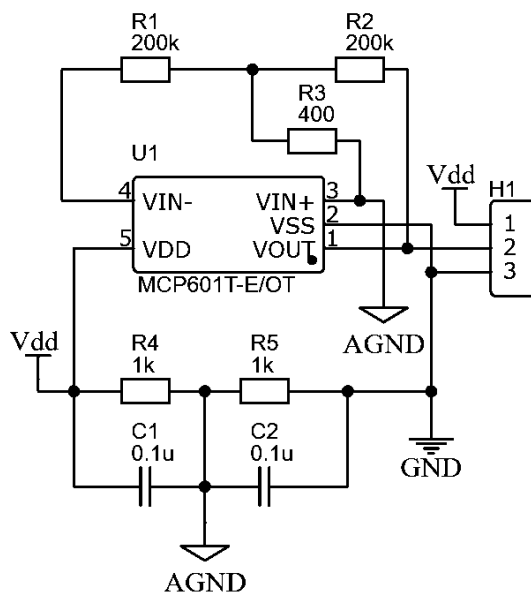 R1
200k
R2
200k
R3
400
U1
4 VIN- VIN+ 3
VSS 2
5 VDD VOUT 1
MCP601T-E/OT
Vdd
H1
1
2
3
AGND
Vdd
R4
1k
R5
1k
C1
0.1u
C2
0.1u
GND
AGND